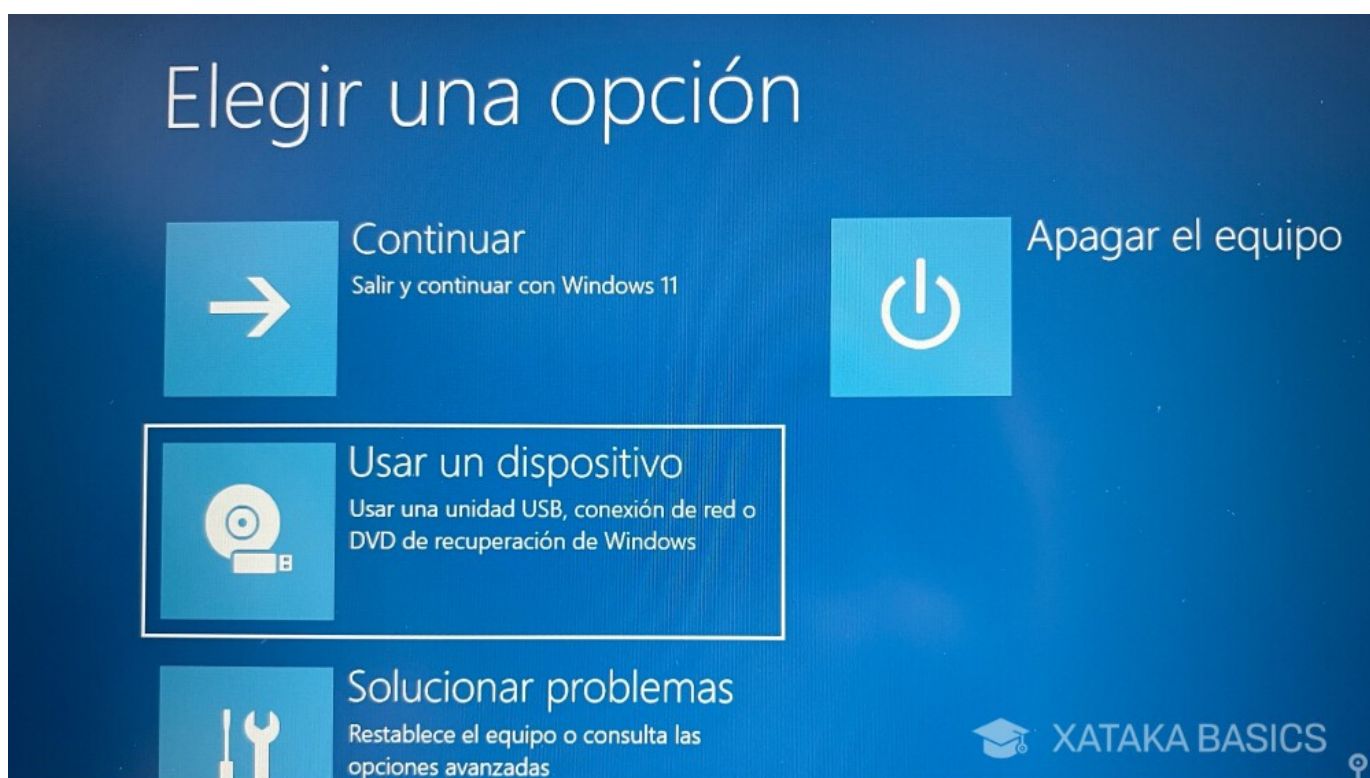 Elegir una opción
Continuar
Salir y continuar con Windows 11
Apagar el equipo
Usar un dispositivo
Usar una unidad USB, conexión de red o
DVD de recuperación de Windows
Solucionar problemas
Restablece el equipo o consulta las
opciones avanzadas
XATAKA BASICS